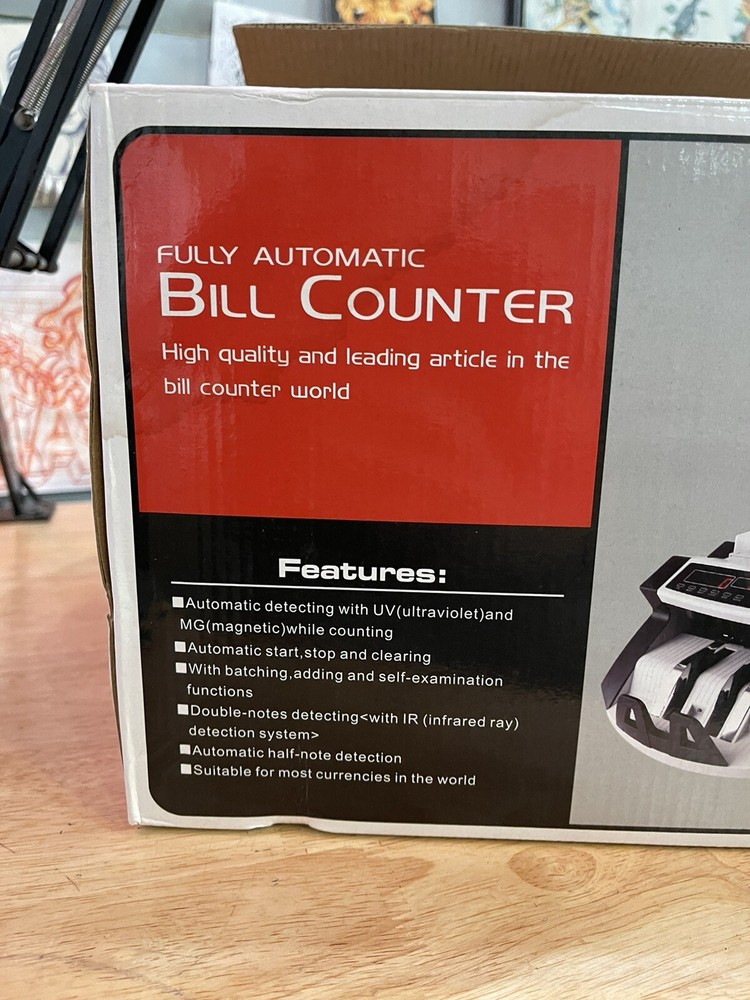 FULLY AUTOMATIC
BILL COUNTER
High quality and leading article in the
bill counter world
Features:
■Automatic detecting with UV(ultraviolet)and
MG(magnetic)while counting
■Automatic start,stop and clearing
■With batching,adding and self-examination
functions
■Double-notes detecting<with IR (infrared ray)
detection system>
■Automatic half-note detection
■Suitable for most currencies in the world